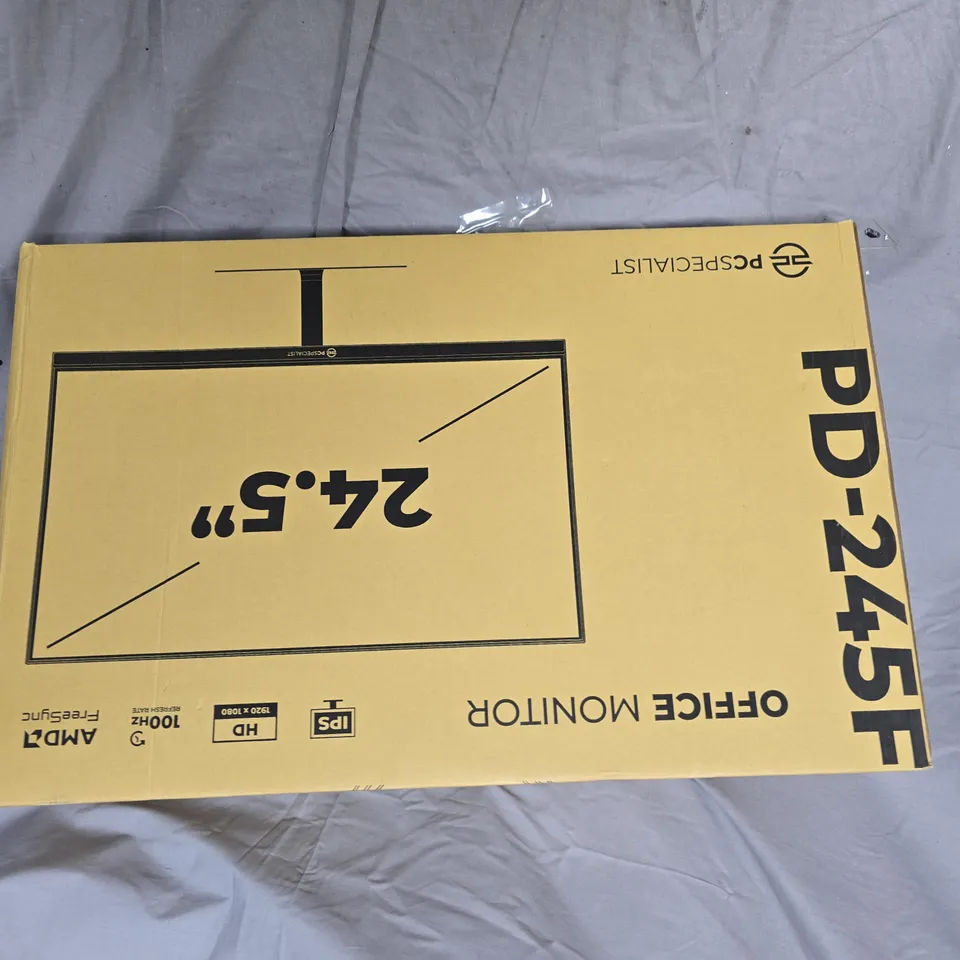 PD-245F
OFFICE MONITOR
IPS
HD
1920 x 1080
100Hz
REFRESH RATE
AMD
FreeSync
24.5”
PCSPECIALIST
PCSPECIALIST